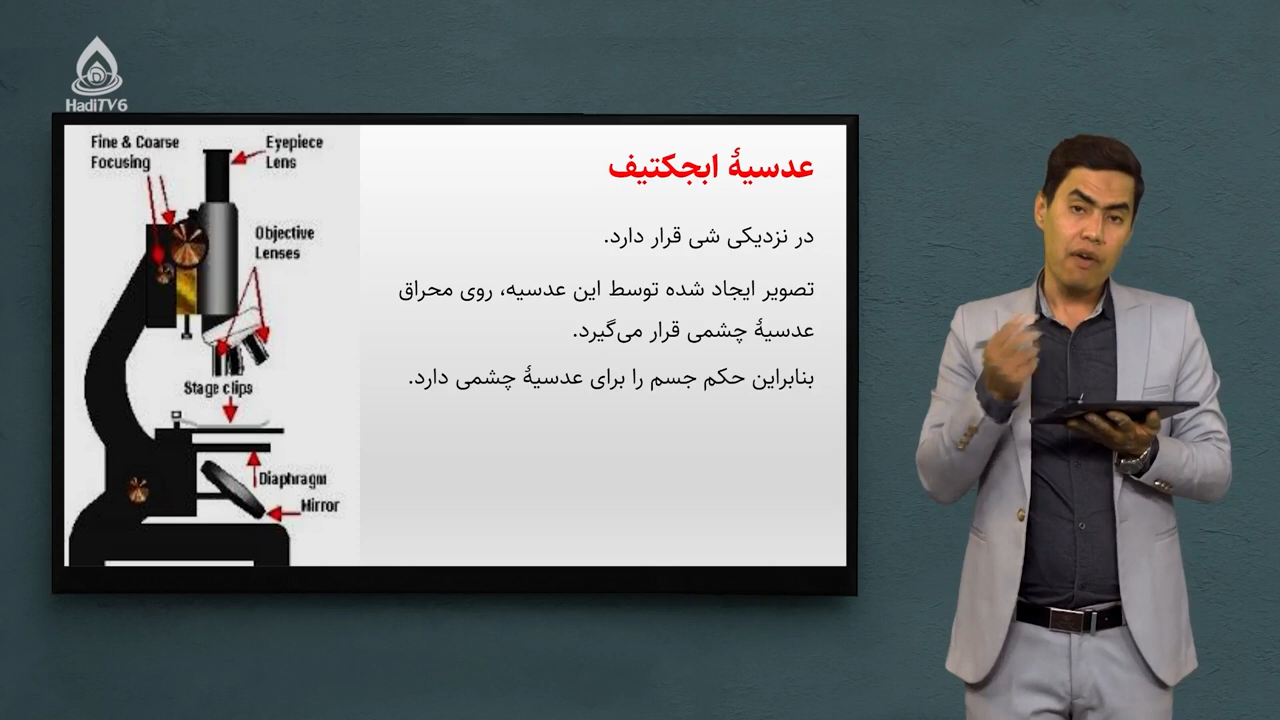 HadiTV6
Fine & Coarse
Focusing
Eyepiece
Lens
Objective
Lenses
Stage clips
Diaphragm
Mirror
عدسیهٔ ابجکتیف
در نزدیکی شی قرار دارد.
تصویر ایجاد شده توسط این عدسیه، روی محراق
عدسیهٔ چشمی قرار می‌گیرد.
بنابراین حکم جسم را برای عدسیهٔ چشمی دارد.